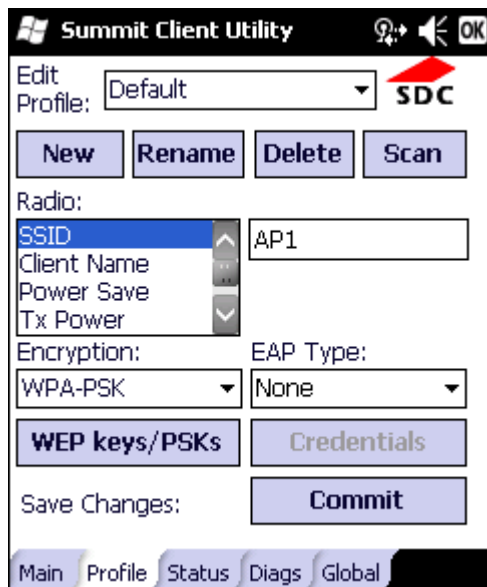 Summit Client Utility OK
Edit
Profile: Default
SDC
New Rename Delete Scan
Radio:
SSID AP1
Client Name
Power Save
Tx Power
Encryption: EAP Type:
WPA-PSK None
WEP keys/PSKs Credentials
Save Changes: Commit
Main Profile Status Diags Global